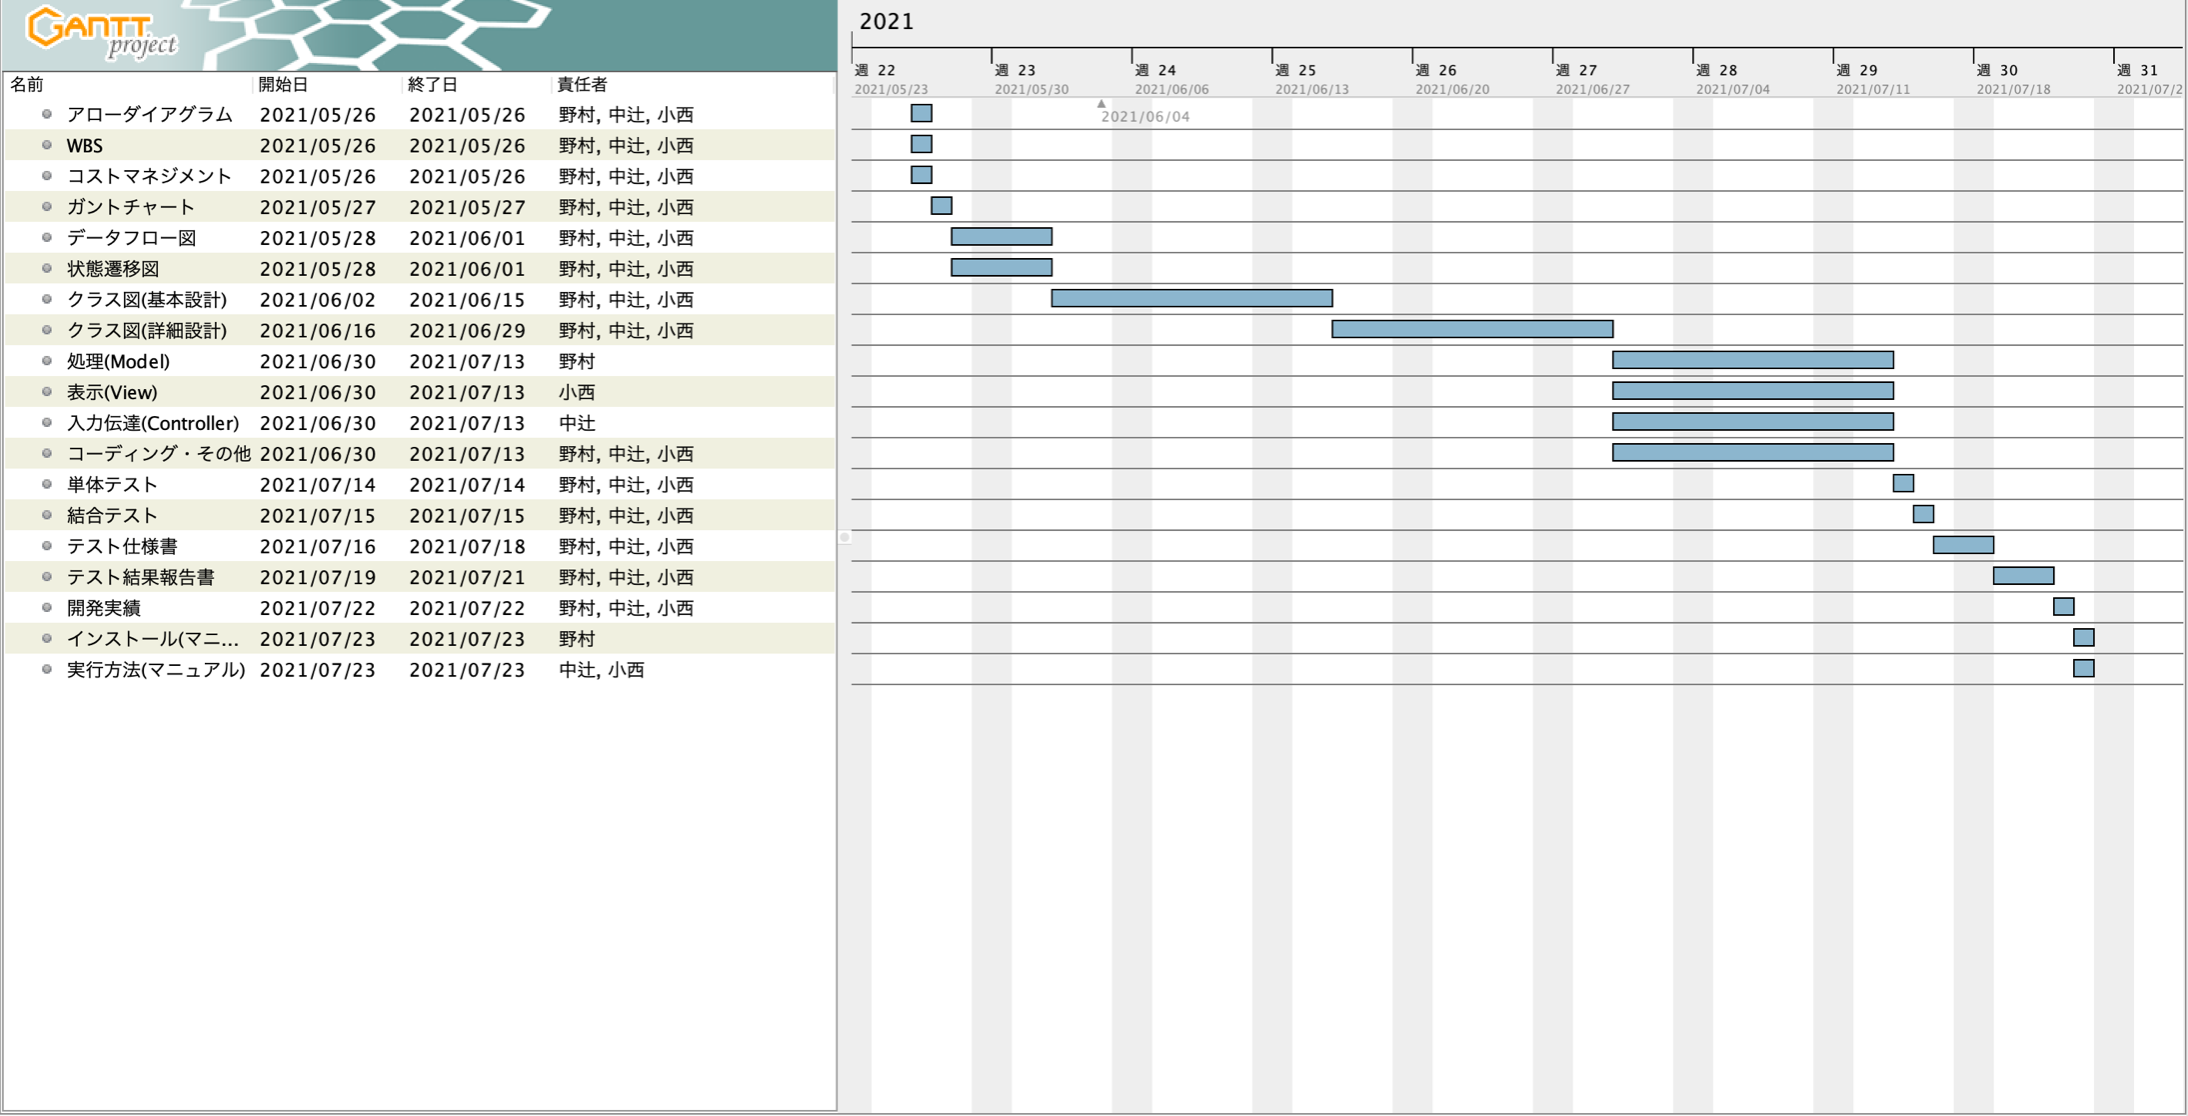 GANTT
project
2021
週 22 週 23 週 24 週 25 週 26 週 27 週 28 週 29 週 30 週 31
2021/05/23 2021/05/30 2021/06/06 2021/06/13 2021/06/20 2021/06/27 2021/07/04 2021/07/11 2021/07/18 2021/07/2
2021/06/04
名前 開始日 終了日 責任者
アローダイアグラム 2021/05/26 2021/05/26 野村, 中辻, 小西
WBS 2021/05/26 2021/05/26 野村, 中辻, 小西
コストマネジメント 2021/05/26 2021/05/26 野村, 中辻, 小西
ガントチャート 2021/05/27 2021/05/27 野村, 中辻, 小西
データフロー図 2021/05/28 2021/06/01 野村, 中辻, 小西
状態遷移図 2021/05/28 2021/06/01 野村, 中辻, 小西
クラス図(基本設計) 2021/06/02 2021/06/15 野村, 中辻, 小西
クラス図(詳細設計) 2021/06/16 2021/06/29 野村, 中辻, 小西
処理(Model) 2021/06/30 2021/07/13 野村
表示(View) 2021/06/30 2021/07/13 小西
入力伝達(Controller) 2021/06/30 2021/07/13 中辻
コーディング・その他 2021/06/30 2021/07/13 野村, 中辻, 小西
単体テスト 2021/07/14 2021/07/14 野村, 中辻, 小西
結合テスト 2021/07/15 2021/07/15 野村, 中辻, 小西
テスト仕様書 2021/07/16 2021/07/18 野村, 中辻, 小西
テスト結果報告書 2021/07/19 2021/07/21 野村, 中辻, 小西
開発実績 2021/07/22 2021/07/22 野村, 中辻, 小西
インストール(マニ... 2021/07/23 2021/07/23 野村
実行方法(マニュアル) 2021/07/23 2021/07/23 中辻, 小西